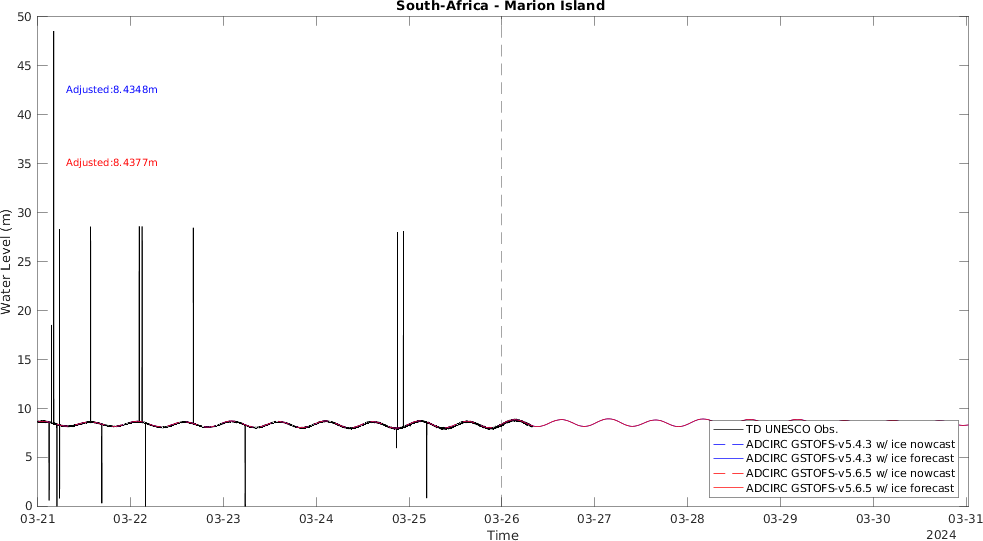 South-Africa - Marion Island
50
45
40
35
30
25
20
15
10
5
0
Water Level (m)
Adjusted:8.4348m
Adjusted:8.4377m
TD UNESCO Obs.
ADCIRC GSTOFS-v5.4.3 w/ ice nowcast
ADCIRC GSTOFS-v5.4.3 w/ ice forecast
ADCIRC GSTOFS-v5.6.5 w/ ice nowcast
ADCIRC GSTOFS-v5.6.5 w/ ice forecast
03-21 03-22 03-23 03-24 03-25 03-26 03-27 03-28 03-29 03-30 03-31
Time
2024